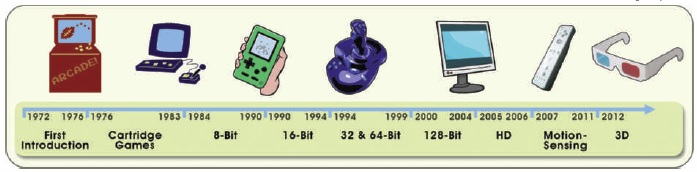 ARCADE!
1972 1976 1976 1983 1984 1990 1990 1994 1994 1999 2000 2004 2005 2006 2007 2011 2012
First Introduction
Cartridge Games
8-Bit
16-Bit
32 & 64-Bit
128-Bit
HD
Motion-Sensing
3D